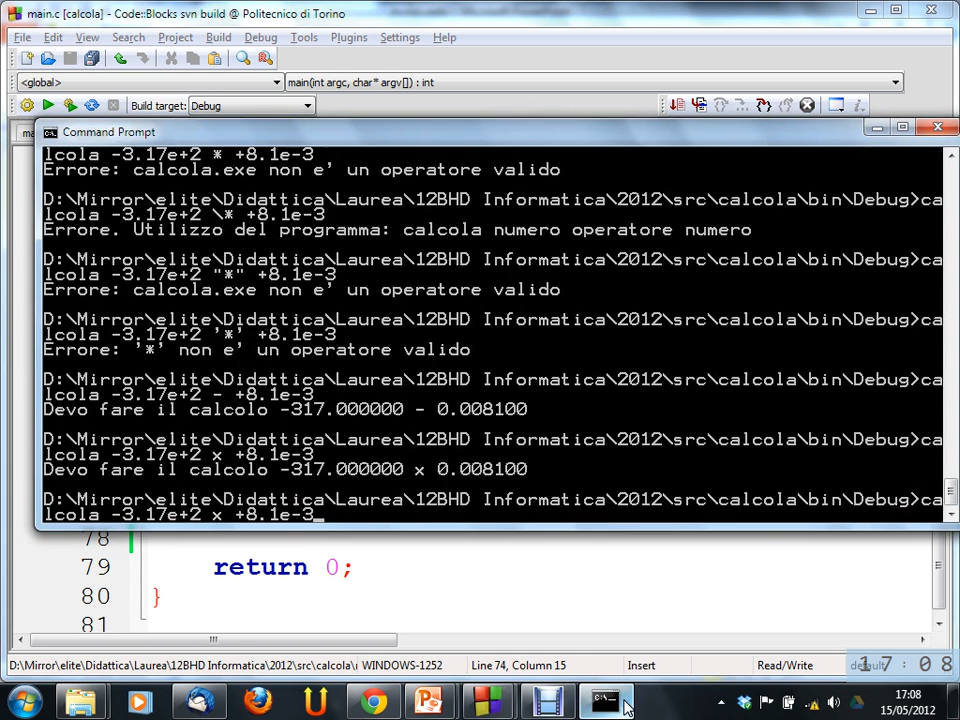 main.c [calcola] - Code::Blocks svn build @ Politecnico di Torino
File Edit View Search Project Build Debug Tools Plugins Settings Help
<global> main(int argc, char* argv[]) : int
Build target: Debug
Command Prompt
lcola -3.17e+2 * +8.1e-3
Errore: calcola.exe non e' un operatore valido
D:\Mirror\elite\Didattica\Laurea\12BHD Informatica\2012\src\calcola\bin\Debug>ca
lcola -3.17e+2 \* +8.1e-3
Errore. Utilizzo del programma: calcola numero operatore numero
D:\Mirror\elite\Didattica\Laurea\12BHD Informatica\2012\src\calcola\bin\Debug>ca
lcola -3.17e+2 "*" +8.1e-3
Errore: calcola.exe non e' un operatore valido
D:\Mirror\elite\Didattica\Laurea\12BHD Informatica\2012\src\calcola\bin\Debug>ca
lcola -3.17e+2 '*' +8.1e-3
Errore: '*' non e' un operatore valido
D:\Mirror\elite\Didattica\Laurea\12BHD Informatica\2012\src\calcola\bin\Debug>ca
lcola -3.17e+2 - +8.1e-3
Devo fare il calcolo -317.000000 - 0.008100
D:\Mirror\elite\Didattica\Laurea\12BHD Informatica\2012\src\calcola\bin\Debug>ca
lcola -3.17e+2 x +8.1e-3
Devo fare il calcolo -317.000000 x 0.008100
D:\Mirror\elite\Didattica\Laurea\12BHD Informatica\2012\src\calcola\bin\Debug>ca
lcola -3.17e+2 x +8.1e-3_
78
79 return 0;
80 }
81
D:\Mirror\elite\Didattica\Laurea\12BHD Informatica\2012\src\calcola\ WINDOWS-1252 Line 74, Column 15 Insert Read/Write default
17:08
17:08
15/05/2012